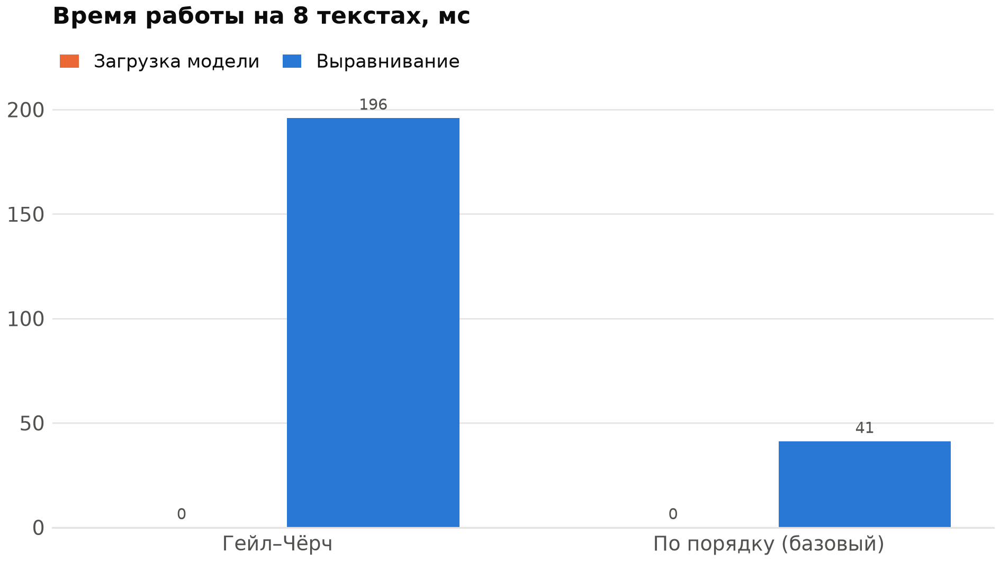 Время работы на 8 текстах, мс
Загрузка модели Выравнивание
200
150
100
50
0
0 196 0 41
Гейл–Чёрч По порядку (базовый)